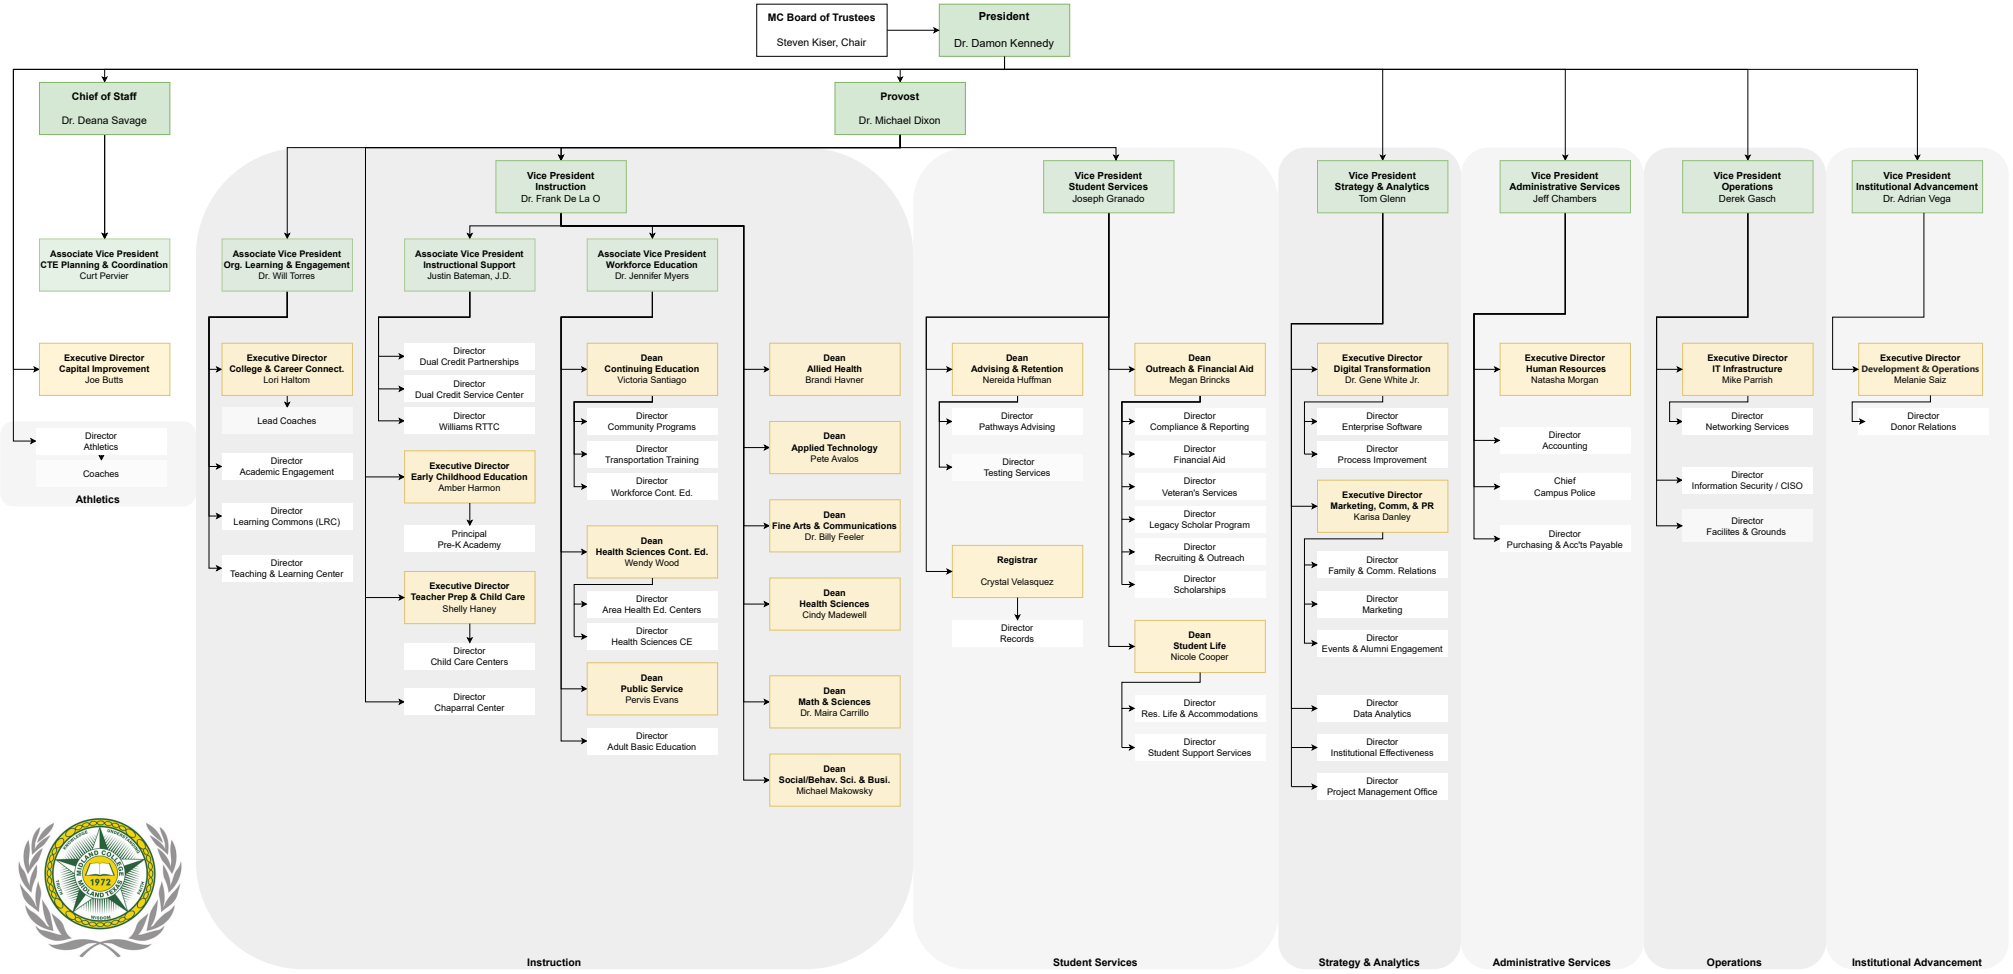 MC Board of Trustees
Steven Kiser, Chair
President
Dr. Damon Kennedy
Chief of Staff
Dr. Deana Savage
Provost
Dr. Michael Dixon
Vice President
Instruction
Dr. Frank De La O
Vice President
Student Services
Joseph Granado
Vice President
Strategy & Analytics
Tom Glenn
Vice President
Administrative Services
Jeff Chambers
Vice President
Operations
Derek Gasch
Vice President
Institutional Advancement
Dr. Adrian Vega
Associate Vice President
CTE Planning & Coordination
Curt Pervier
Associate Vice President
Org. Learning & Engagement
Dr. Will Torres
Associate Vice President
Instructional Support
Justin Bateman, J.D.
Associate Vice President
Workforce Education
Dr. Jennifer Myers
Executive Director
Capital Improvement
Joe Butts
Director
Athletics
Coaches
Athletics
Executive Director
College & Career Connect.
Lori Haltom
Lead Coaches
Director
Academic Engagement
Director
Learning Commons (LRC)
Director
Teaching & Learning Center
Director
Dual Credit Partnerships
Director
Dual Credit Service Center
Director
Williams RTTC
Executive Director
Early Childhood Education
Amber Harmon
Principal
Pre-K Academy
Executive Director
Teacher Prep & Child Care
Shelly Haney
Director
Child Care Centers
Director
Chaparral Center
Dean
Continuing Education
Victoria Santiago
Director
Community Programs
Director
Transportation Training
Director
Workforce Cont. Ed.
Dean
Health Sciences Cont. Ed.
Wendy Wood
Director
Area Health Ed. Centers
Director
Health Sciences CE
Dean
Public Service
Pervis Evans
Director
Adult Basic Education
Dean
Allied Health
Brandi Havner
Dean
Applied Technology
Pete Avalos
Dean
Fine Arts & Communications
Dr. Billy Feeler
Dean
Health Sciences
Cindy Madewell
Dean
Math & Sciences
Dr. Maira Carrillo
Dean
Social/Behav. Sci. & Busi.
Michael Makowsky
Dean
Advising & Retention
Nereida Huffman
Director
Pathways Advising
Director
Testing Services
Registrar
Crystal Velasquez
Director
Records
Dean
Outreach & Financial Aid
Megan Brincks
Director
Compliance & Reporting
Director
Financial Aid
Director
Veteran's Services
Director
Legacy Scholar Program
Director
Recruiting & Outreach
Director
Scholarships
Dean
Student Life
Nicole Cooper
Director
Res. Life & Accommodations
Director
Student Support Services
Executive Director
Digital Transformation
Dr. Gene White Jr.
Director
Enterprise Software
Director
Process Improvement
Executive Director
Marketing, Comm, & PR
Karisa Danley
Director
Family & Comm. Relations
Director
Marketing
Director
Events & Alumni Engagement
Director
Data Analytics
Director
Institutional Effectiveness
Director
Project Management Office
Executive Director
Human Resources
Natasha Morgan
Director
Accounting
Chief
Campus Police
Director
Purchasing & Acc'ts Payable
Executive Director
IT Infrastructure
Mike Parrish
Director
Networking Services
Director
Information Security / CISO
Director
Facilites & Grounds
Executive Director
Development & Operations
Melanie Saiz
Director
Donor Relations
KNOWLEDGE
UNDERSTANDING
TRUTH
FAITH
WISDOM
MIDLAND COLLEGE
MIDLAND TEXAS
1972
Instruction
Student Services
Strategy & Analytics
Administrative Services
Operations
Institutional Advancement